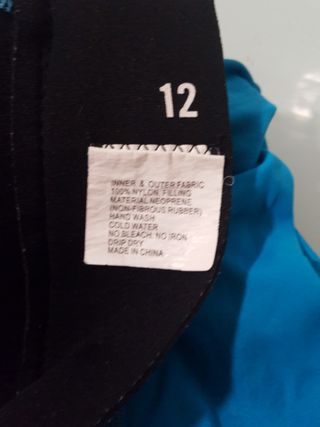 12
INNER & OUTER FABRIC
100% NYLON, FILLING
MATERIAL NEOPRENE
(NON-FIBROUS RUBBER)
HAND WASH
COLD WATER
NO BLEACH. NO IRON
DRIP DRY
MADE IN CHINA